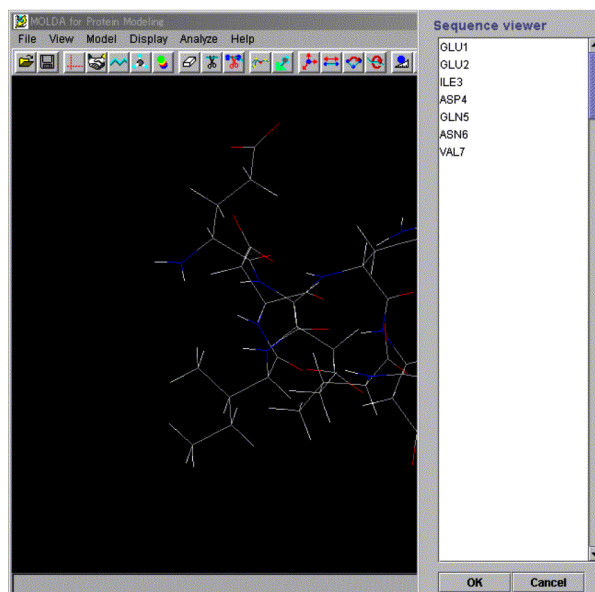 MOLDA for Protein Modeling
File View Model Display Analyze Help
Sequence viewer
GLU1
GLU2
ILE3
ASP4
GLN5
ASN6
VAL7
OK Cancel